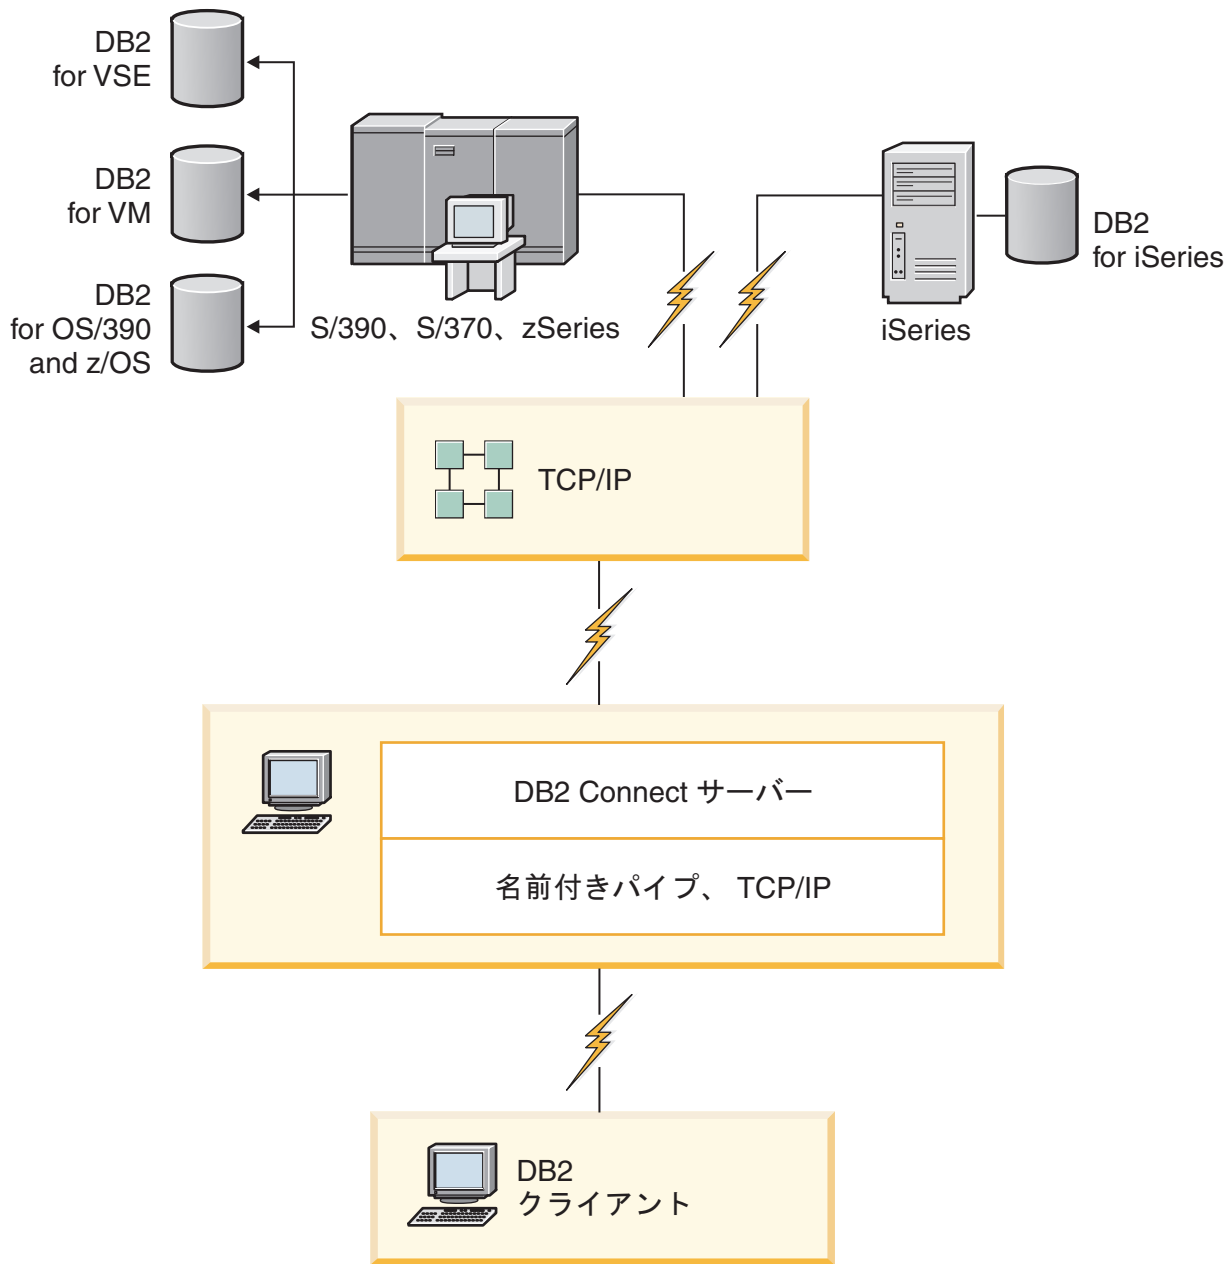 DB2
for VSE
DB2
for VM
DB2
for OS/390
and z/OS
S/390、S/370、zSeries
iSeries
DB2
for iSeries
TCP/IP
DB2 Connect サーバー
名前付きパイプ、 TCP/IP
DB2
クライアント